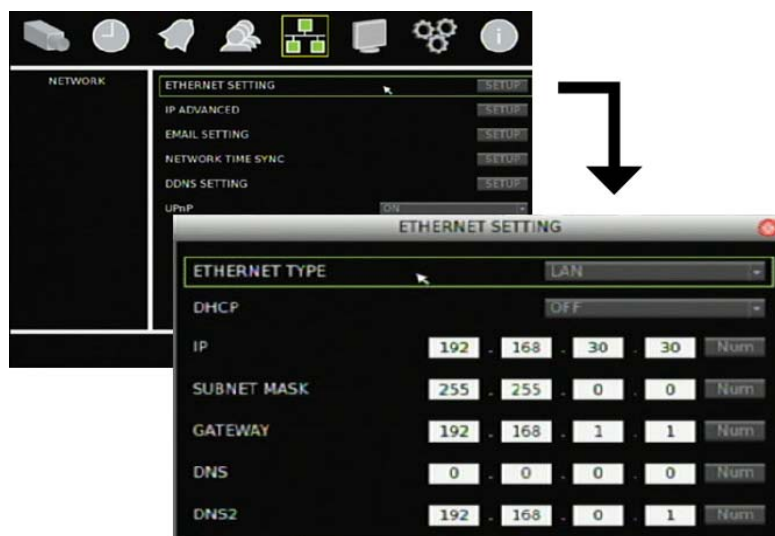 NETWORK
ETHERNET SETTING SETUP
IP ADVANCED SETUP
EMAIL SETTING SETUP
NETWORK TIME SYNC SETUP
DDNS SETTING SETUP
UPnP ON
ETHERNET SETTING
ETHERNET TYPE LAN
DHCP OFF
IP 192 . 168 . 30 . 30 Num
SUBNET MASK 255 . 255 . 0 . 0 Num
GATEWAY 192 . 168 . 1 . 1 Num
DNS 0 . 0 . 0 . 0 Num
DNS2 192 . 168 . 0 . 1 Num